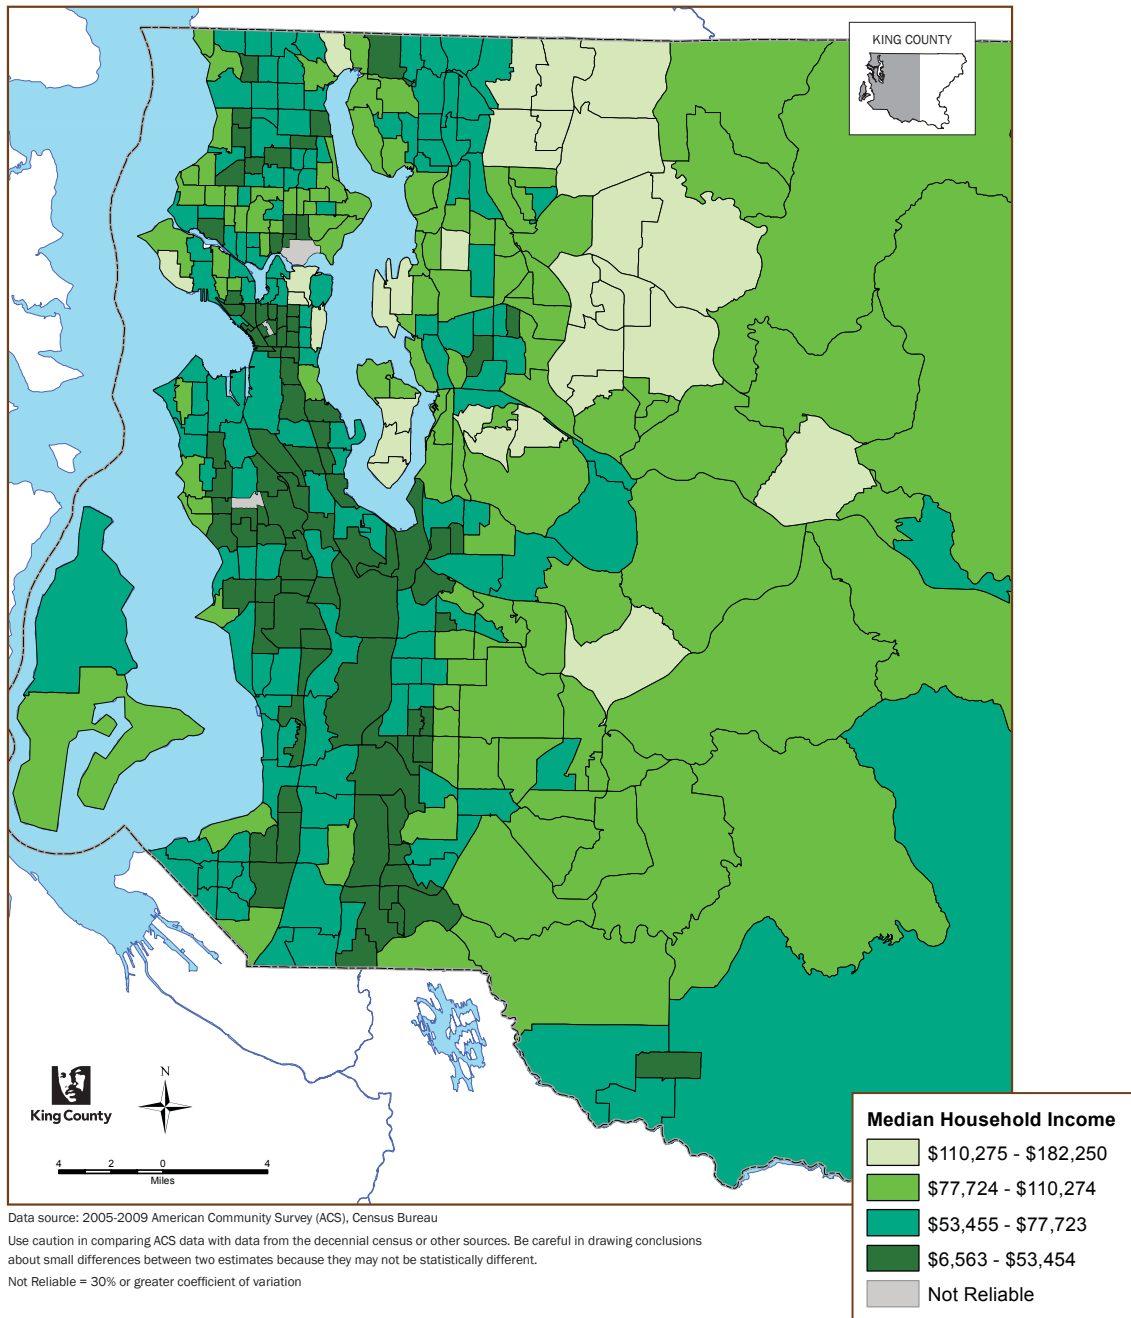 KING COUNTY
King County
N
4 2 0 4
Miles
Median Household Income
$110,275 - $182,250
$77,724 - $110,274
$53,455 - $77,723
$6,563 - $53,454
Not Reliable
Data source: 2005-2009 American Community Survey (ACS), Census Bureau
Use caution in comparing ACS data with data from the decennial census or other sources. Be careful in drawing conclusions
about small differences between two estimates because they may not be statistically different.
Not Reliable = 30% or greater coefficient of variation